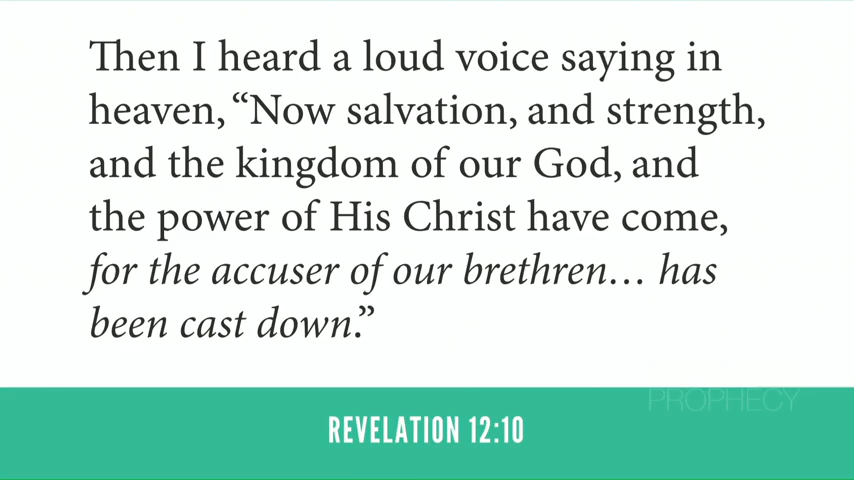 Then I heard a loud voice saying in
heaven, “Now salvation, and strength,
and the kingdom of our God, and
the power of His Christ have come,
for the accuser of our brethren… has
been cast down.”
PROPHECY
REVELATION 12:10